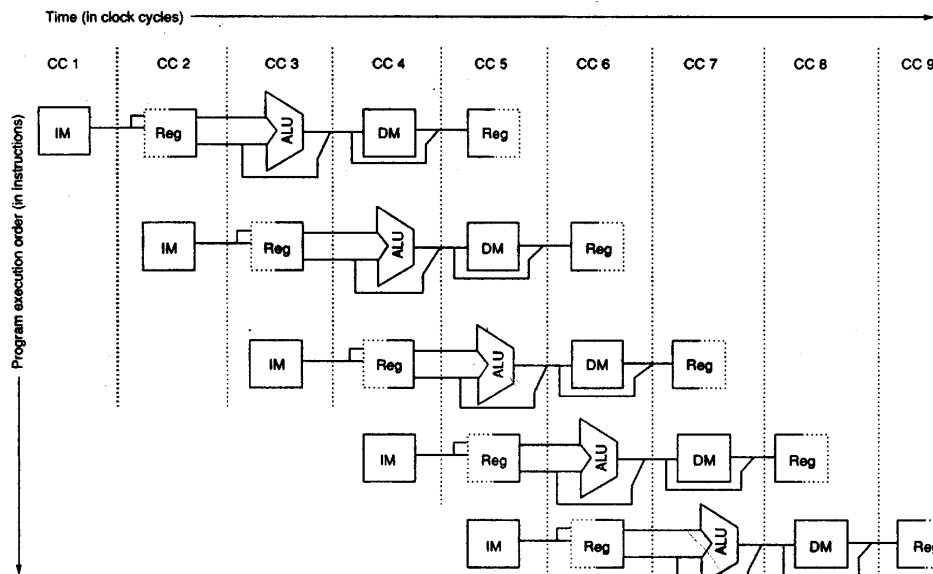 Time (in clock cycles)
CC 1 CC 2 CC 3 CC 4 CC 5 CC 6 CC 7 CC 8 CC 9
Program execution order (in instructions)
IM Reg ALU DM Reg
IM Reg ALU DM Reg
IM Reg ALU DM Reg
IM Reg ALU DM Reg
IM Reg ALU DM Reg